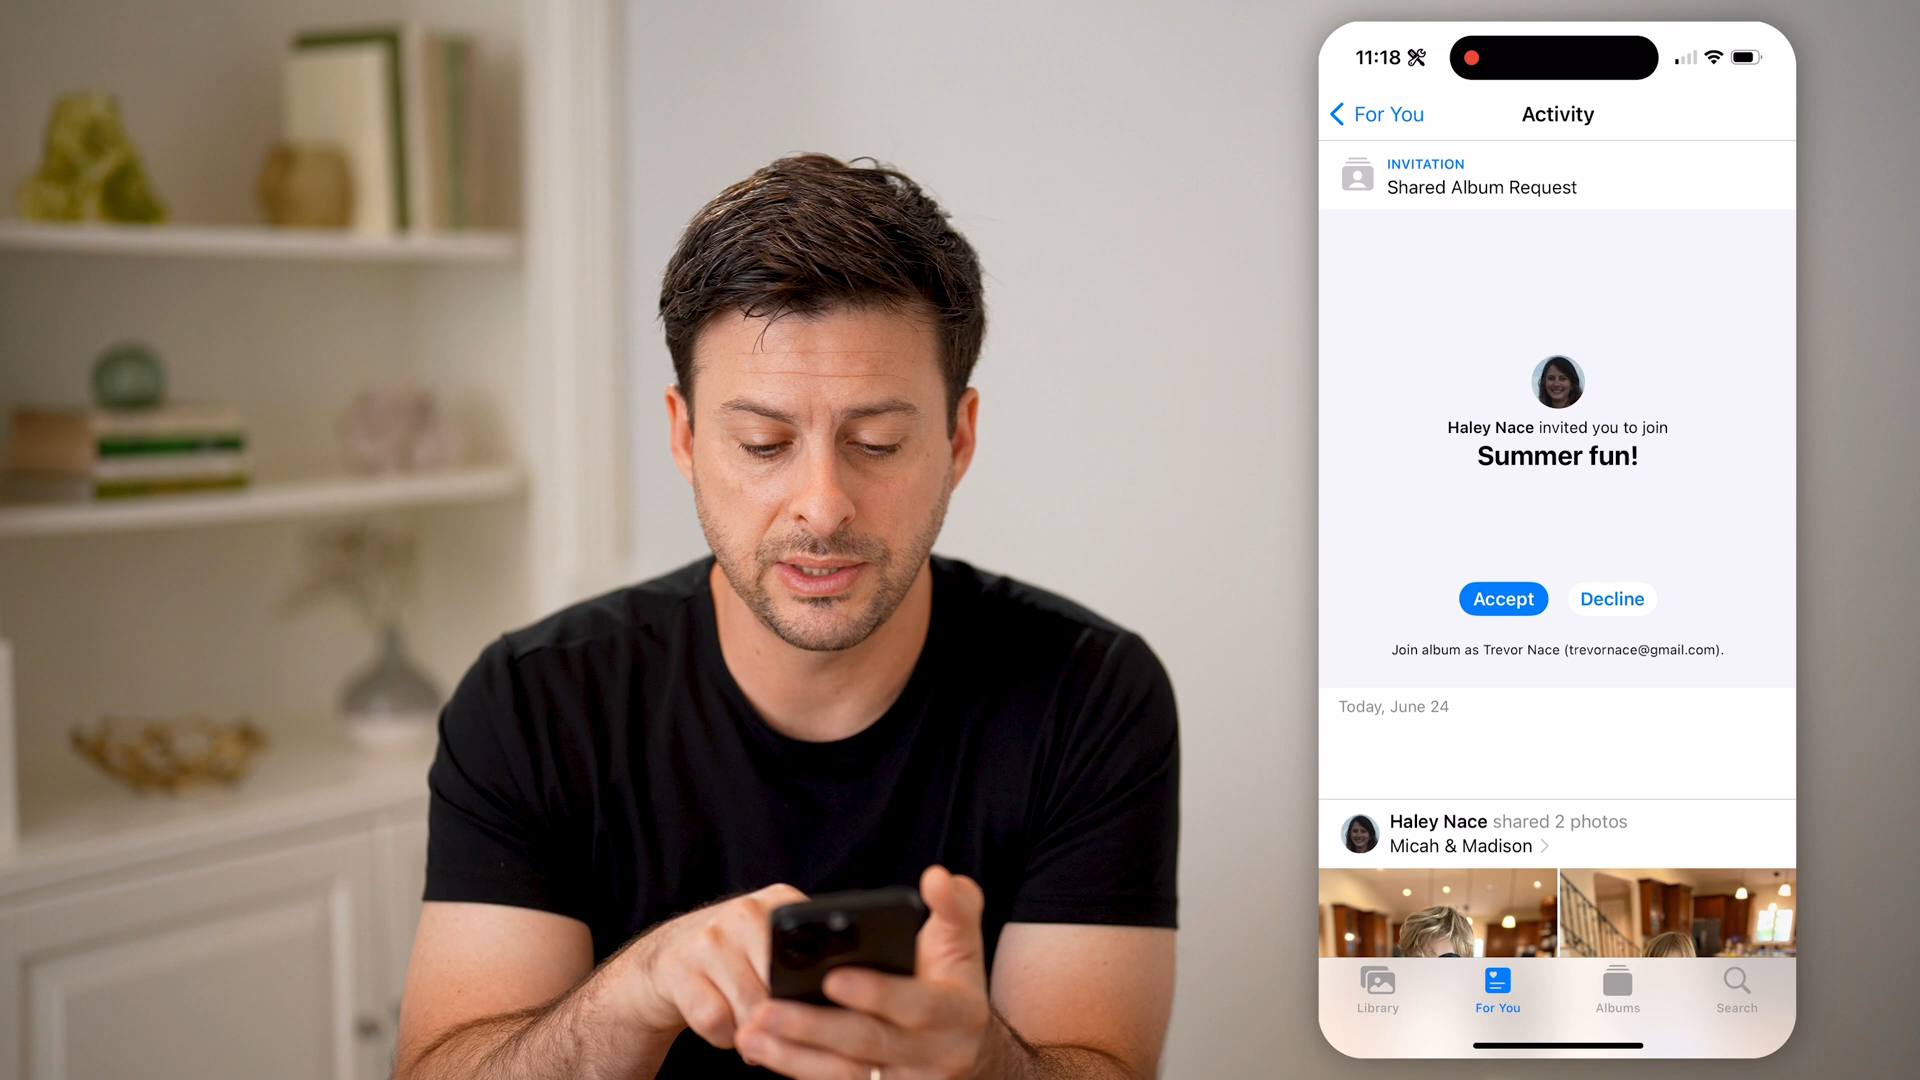 11:18
For You
Activity
INVITATION
Shared Album Request
Haley Nace invited you to join
Summer fun!
Accept
Decline
Join album as Trevor Nace (trevornace@gmail.com).
Today, June 24
Haley Nace shared 2 photos
Micah & Madison
Library
For You
Albums
Search